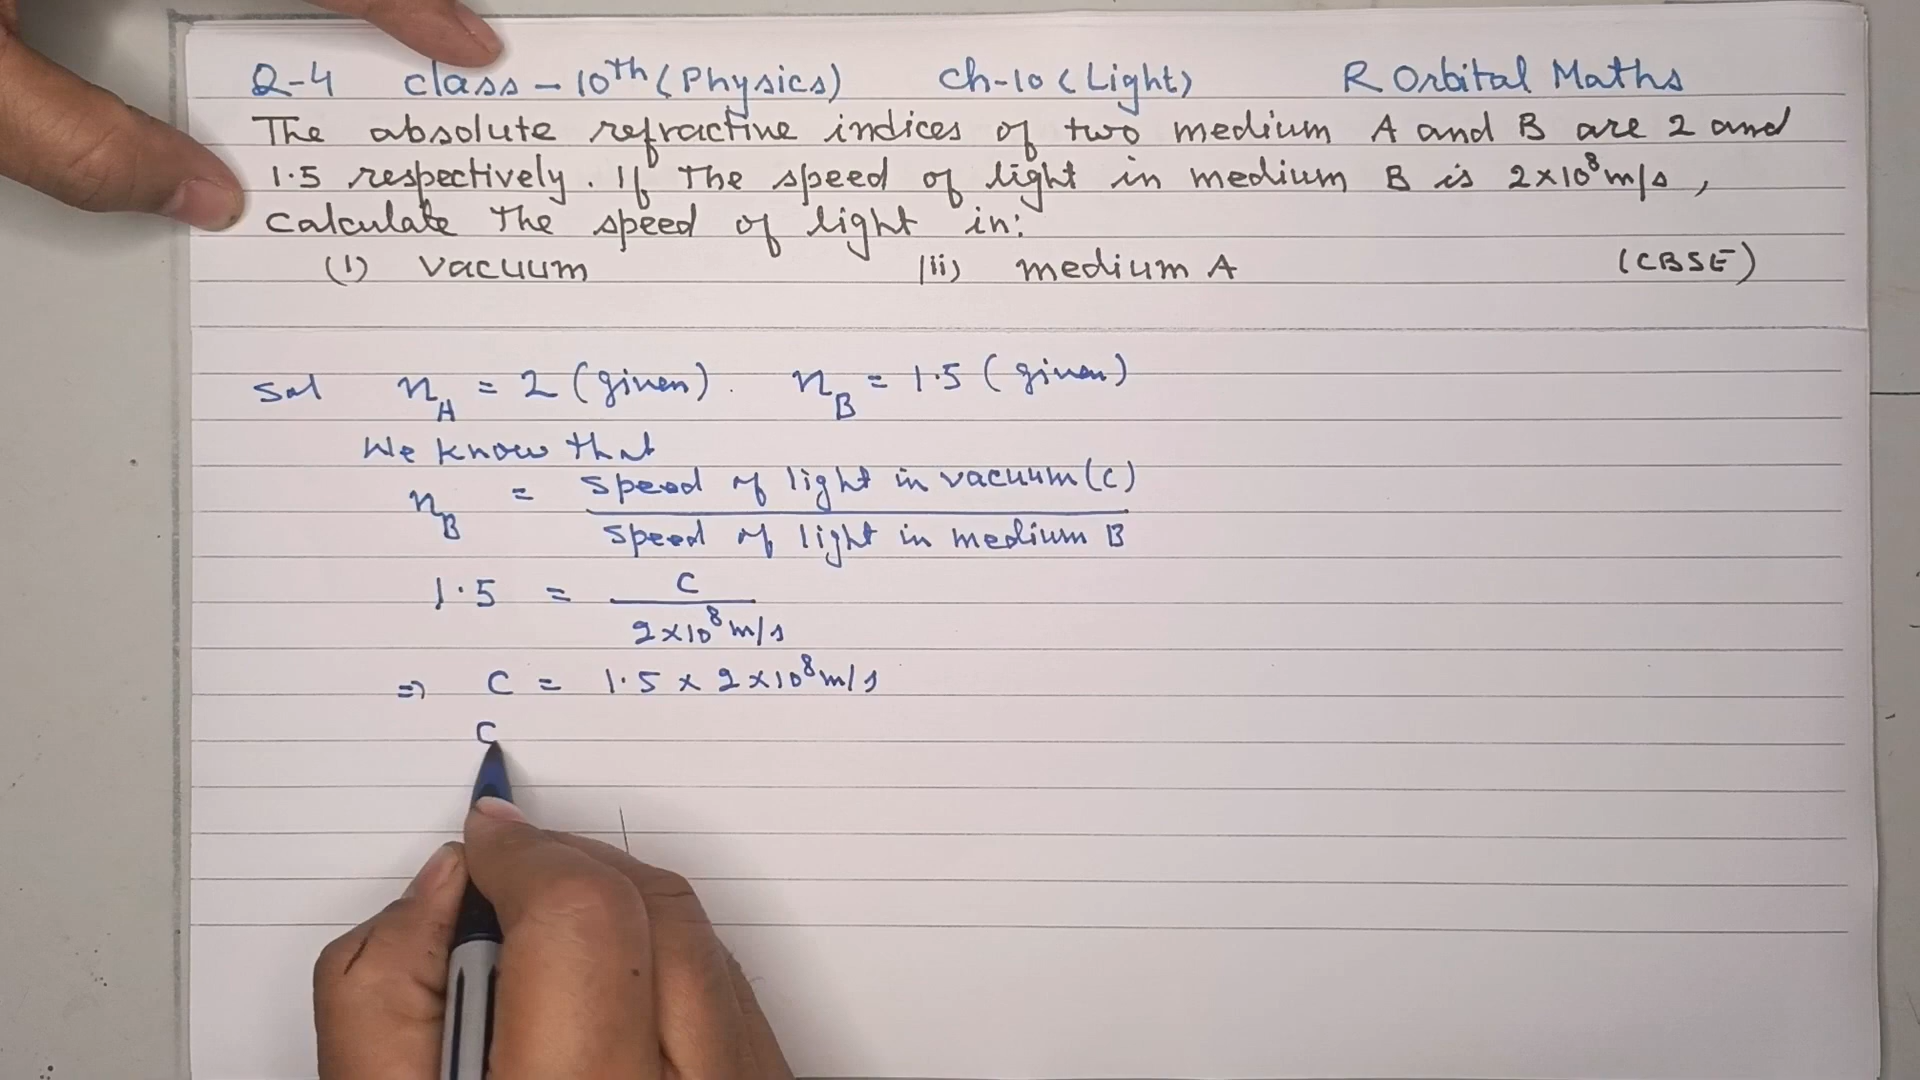 Q-4 class-10th (Physics) Ch-10 (Light) R Orbital Maths
The absolute refractive indices of two medium A and B are 2 and
1.5 respectively. If The speed of light in medium B is 2×10⁸m/s,
Calculate The speed of light in:
(i) vacuum (ii) medium A (CBSE)
Sol n_A = 2 (given). n_B = 1.5 (given)
We know that
n_B = speed of light in vacuum (c)
speed of light in medium B
1.5 = c
2×10⁸ m/s
⇒ C = 1.5 × 2×10⁸ m/s
C